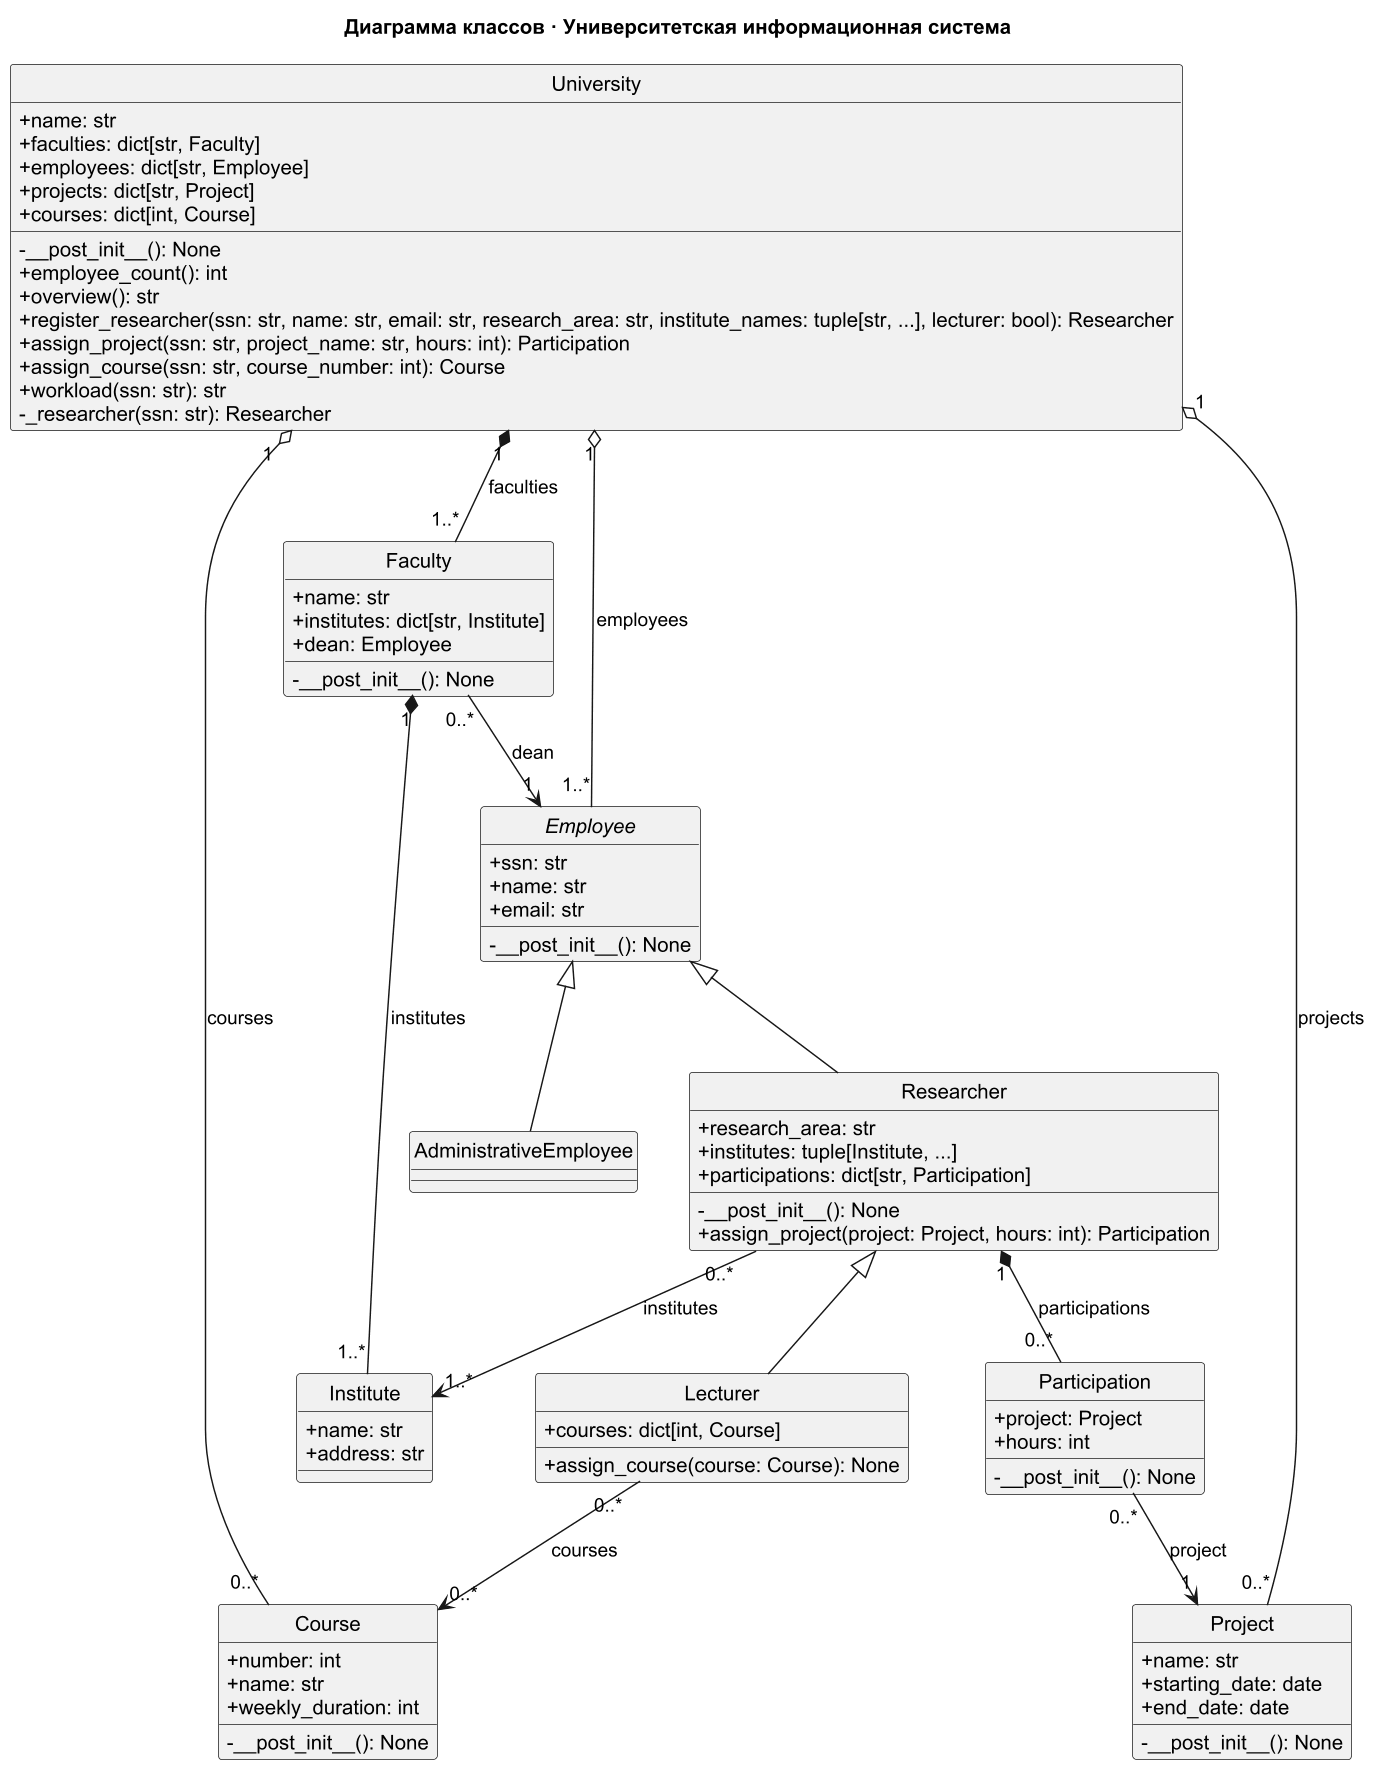 Диаграмма классов · Университетская информационная система
University
+name: str
+faculties: dict[str, Faculty]
+employees: dict[str, Employee]
+projects: dict[str, Project]
+courses: dict[int, Course]
-__post_init__(): None
+employee_count(): int
+overview(): str
+register_researcher(ssn: str, name: str, email: str, research_area: str, institute_names: tuple[str, ...], lecturer: bool): Researcher
+assign_project(ssn: str, project_name: str, hours: int): Participation
+assign_course(ssn: str, course_number: int): Course
+workload(ssn: str): str
-_researcher(ssn: str): Researcher
1
1
1
1
faculties
1..*
Faculty
+name: str
+institutes: dict[str, Institute]
+dean: Employee
-__post_init__(): None
employees
1
0..*
dean
1
1..*
Employee
+ssn: str
+name: str
+email: str
-__post_init__(): None
courses
institutes
projects
AdministrativeEmployee
Researcher
+research_area: str
+institutes: tuple[Institute, ...]
+participations: dict[str, Participation]
-__post_init__(): None
+assign_project(project: Project, hours: int): Participation
0..*
1
institutes
participations
1..*
1..*
0..*
Institute
+name: str
+address: str
Lecturer
+courses: dict[int, Course]
+assign_course(course: Course): None
Participation
+project: Project
+hours: int
-__post_init__(): None
0..*
0..*
courses
project
0..*
0..*
1
0..*
Course
+number: int
+name: str
+weekly_duration: int
-__post_init__(): None
Project
+name: str
+starting_date: date
+end_date: date
-__post_init__(): None